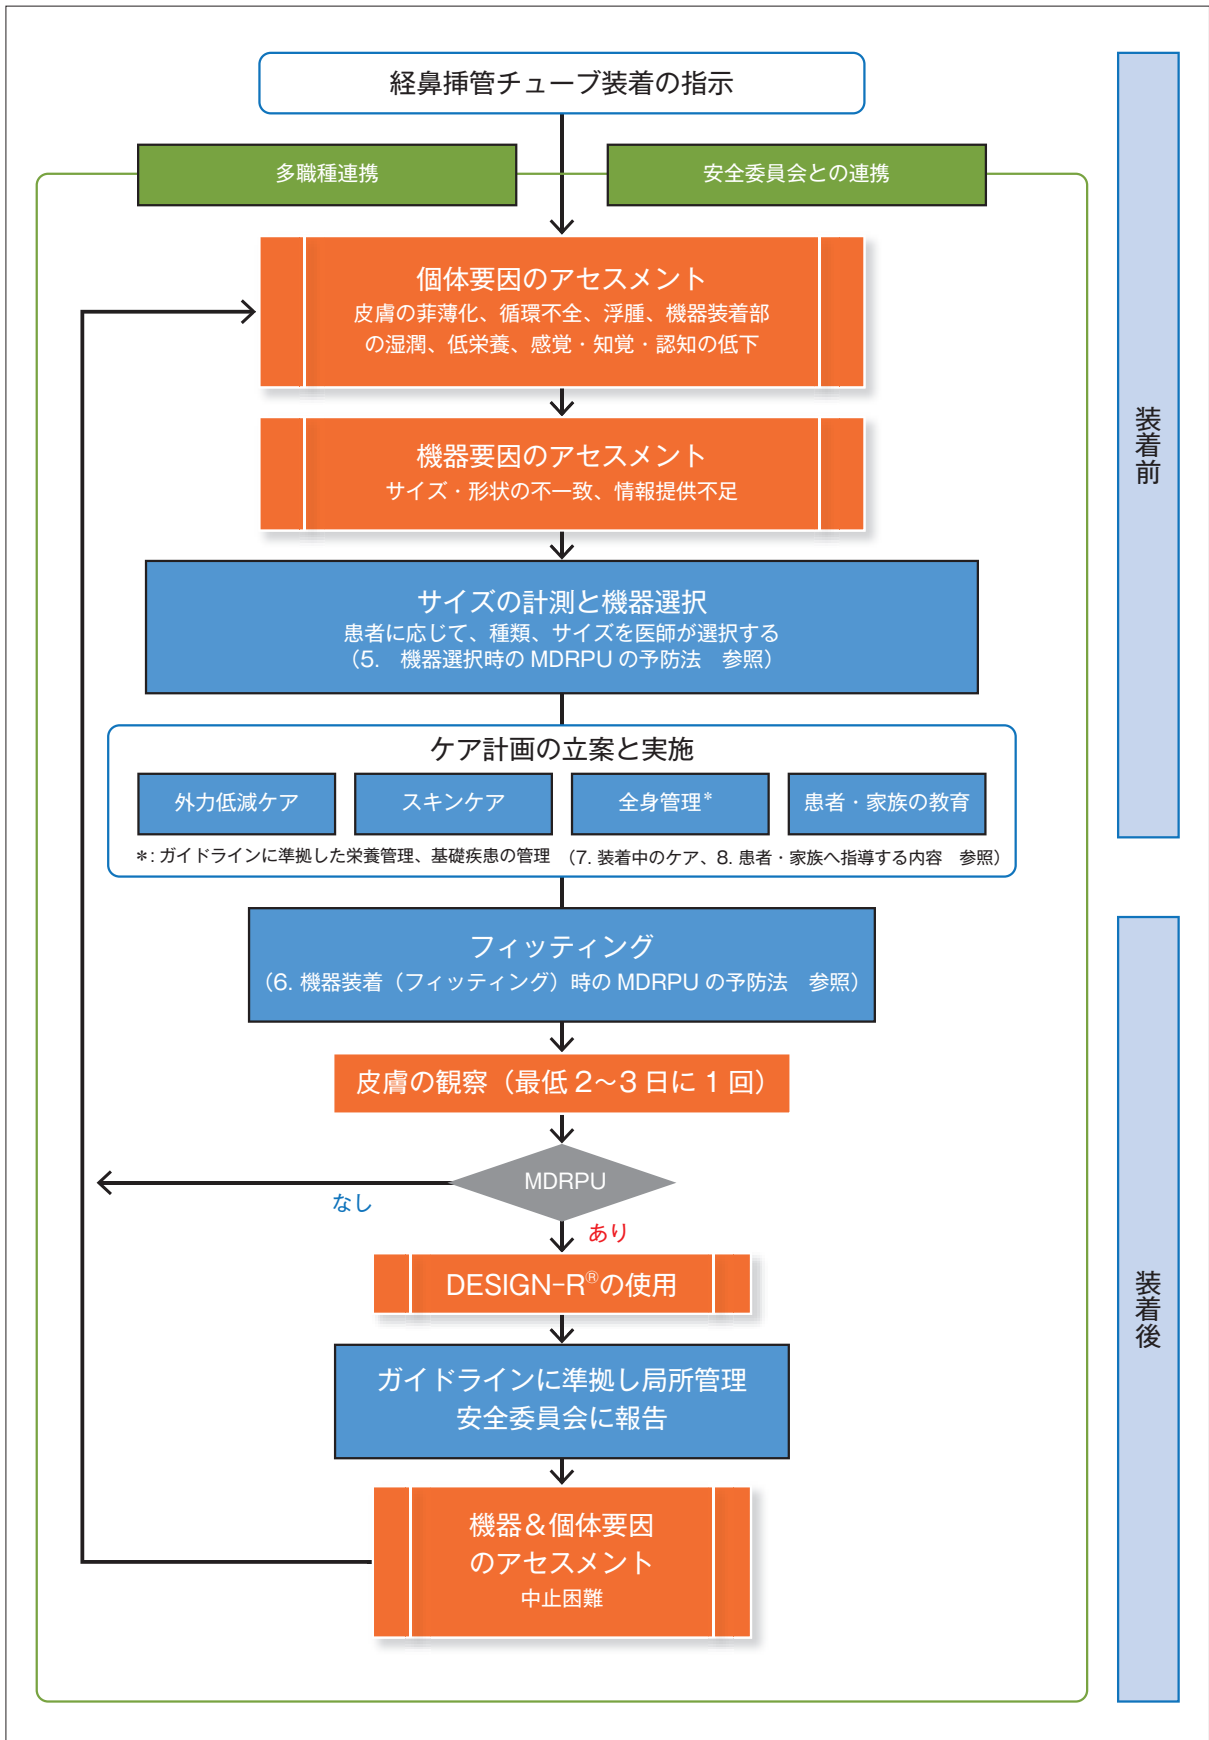 経鼻挿管チューブ装着の指示
多職種連携
安全委員会との連携
個体要因のアセスメント
皮膚の菲薄化、循環不全、浮腫、機器装着部
の湿潤、低栄養、感覚・知覚・認知の低下
機器要因のアセスメント
サイズ・形状の不一致、情報提供不足
サイズの計測と機器選択
患者に応じて、種類、サイズを医師が選択する
(5. 機器選択時の MDRPU の予防法 参照)
装着前
ケア計画の立案と実施
外力低減ケア
スキンケア
全身管理*
患者・家族の教育
*：ガイドラインに準拠した栄養管理、基礎疾患の管理
(7. 装着中のケア、8. 患者・家族へ指導する内容 参照)
フィッティング
(6. 機器装着（フィッティング）時の MDRPU の予防法 参照)
皮膚の観察（最低 2〜3 日に 1 回）
MDRPU
なし
あり
DESIGN-R®の使用
ガイドラインに準拠し局所管理
安全委員会に報告
機器＆個体要因
のアセスメント
中止困難
装着後